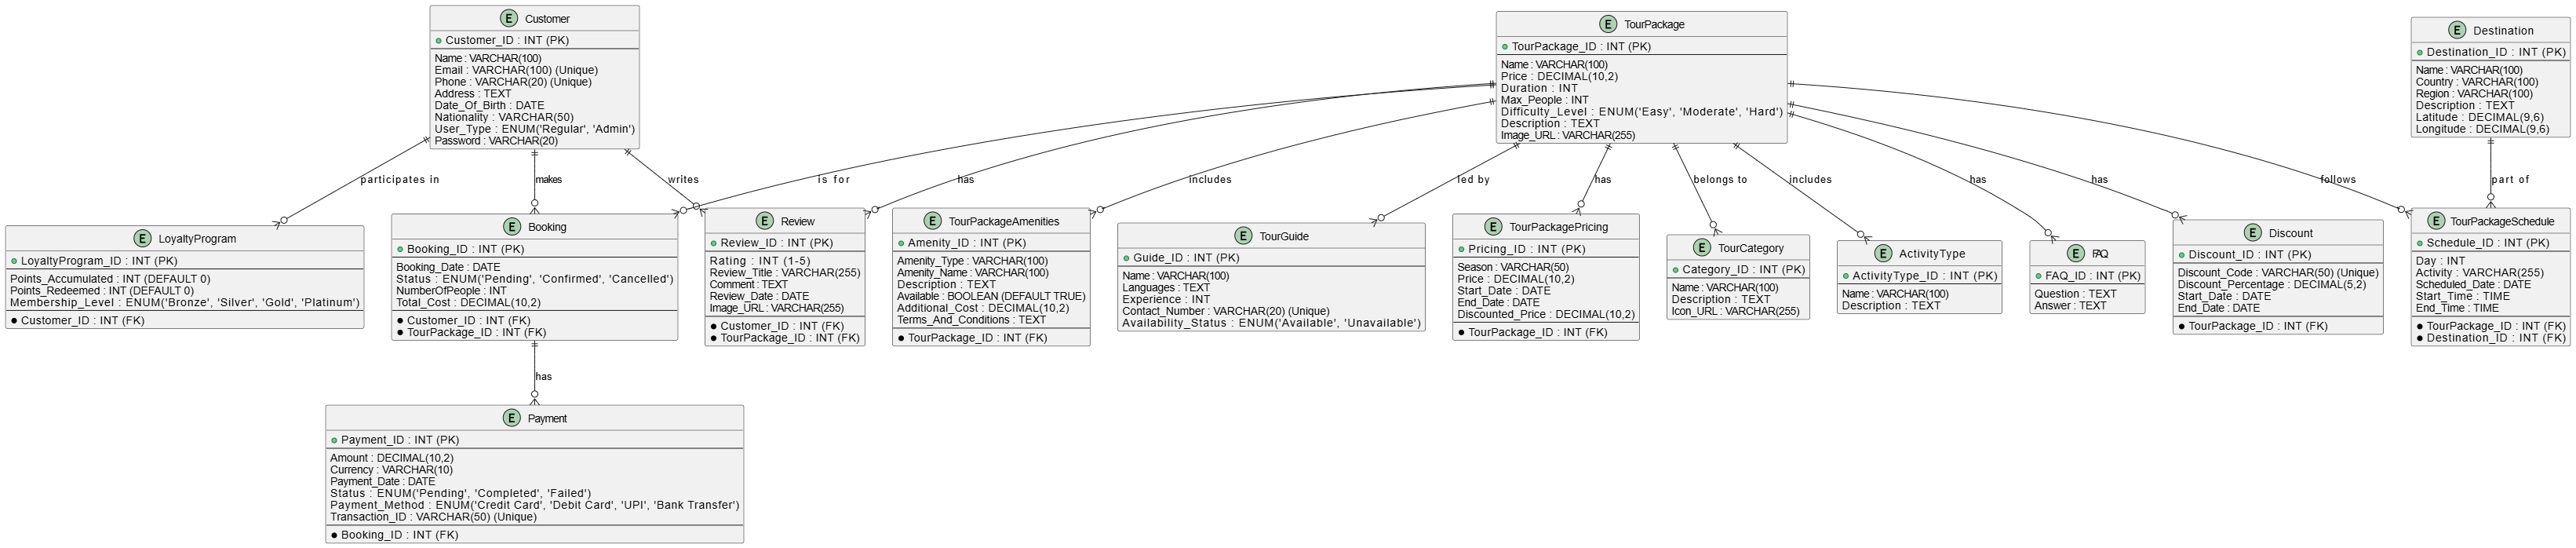 E Customer
Customer_ID : INT (PK)
Name : VARCHAR(100)
Email : VARCHAR(100) (Unique)
Phone : VARCHAR(20) (Unique)
Address : TEXT
Date_Of_Birth : DATE
Nationality : VARCHAR(50)
User_Type : ENUM('Regular', 'Admin')
Password : VARCHAR(20)
E TourPackage
TourPackage_ID : INT (PK)
Name : VARCHAR(100)
Price : DECIMAL(10,2)
Duration : INT
Max_People : INT
Difficulty_Level : ENUM('Easy', 'Moderate', 'Hard')
Description : TEXT
Image_URL : VARCHAR(255)
E Destination
Destination_ID : INT (PK)
Name : VARCHAR(100)
Country : VARCHAR(100)
Region : VARCHAR(100)
Description : TEXT
Latitude : DECIMAL(9,6)
Longitude : DECIMAL(9,6)
participates in
makes
writes
is for
has
includes
led by
has
belongs to
includes
has
has
follows
part of
E LoyaltyProgram
LoyaltyProgram_ID : INT (PK)
Points_Accumulated : INT (DEFAULT 0)
Points_Redeemed : INT (DEFAULT 0)
Membership_Level : ENUM('Bronze', 'Silver', 'Gold', 'Platinum')
Customer_ID : INT (FK)
E Booking
Booking_ID : INT (PK)
Booking_Date : DATE
Status : ENUM('Pending', 'Confirmed', 'Cancelled')
NumberOfPeople : INT
Total_Cost : DECIMAL(10,2)
Customer_ID : INT (FK)
TourPackage_ID : INT (FK)
E Review
Review_ID : INT (PK)
Rating : INT (1-5)
Review_Title : VARCHAR(255)
Comment : TEXT
Review_Date : DATE
Image_URL : VARCHAR(255)
Customer_ID : INT (FK)
TourPackage_ID : INT (FK)
E TourPackageAmenities
Amenity_ID : INT (PK)
Amenity_Type : VARCHAR(100)
Amenity_Name : VARCHAR(100)
Description : TEXT
Available : BOOLEAN (DEFAULT TRUE)
Additional_Cost : DECIMAL(10,2)
Terms_And_Conditions : TEXT
TourPackage_ID : INT (FK)
E TourGuide
Guide_ID : INT (PK)
Name : VARCHAR(100)
Languages : TEXT
Experience : INT
Contact_Number : VARCHAR(20) (Unique)
Availability_Status : ENUM('Available', 'Unavailable')
E TourPackagePricing
Pricing_ID : INT (PK)
Season : VARCHAR(50)
Price : DECIMAL(10,2)
Start_Date : DATE
End_Date : DATE
Discounted_Price : DECIMAL(10,2)
TourPackage_ID : INT (FK)
E TourCategory
Category_ID : INT (PK)
Name : VARCHAR(100)
Description : TEXT
Icon_URL : VARCHAR(255)
E ActivityType
ActivityType_ID : INT (PK)
Name : VARCHAR(100)
Description : TEXT
E FAQ
FAQ_ID : INT (PK)
Question : TEXT
Answer : TEXT
E Discount
Discount_ID : INT (PK)
Discount_Code : VARCHAR(50) (Unique)
Discount_Percentage : DECIMAL(5,2)
Start_Date : DATE
End_Date : DATE
TourPackage_ID : INT (FK)
E TourPackageSchedule
Schedule_ID : INT (PK)
Day : INT
Activity : VARCHAR(255)
Scheduled_Date : DATE
Start_Time : TIME
End_Time : TIME
TourPackage_ID : INT (FK)
Destination_ID : INT (FK)
has
E Payment
Payment_ID : INT (PK)
Amount : DECIMAL(10,2)
Currency : VARCHAR(10)
Payment_Date : DATE
Status : ENUM('Pending', 'Completed', 'Failed')
Payment_Method : ENUM('Credit Card', 'Debit Card', 'UPI', 'Bank Transfer')
Transaction_ID : VARCHAR(50) (Unique)
Booking_ID : INT (FK)